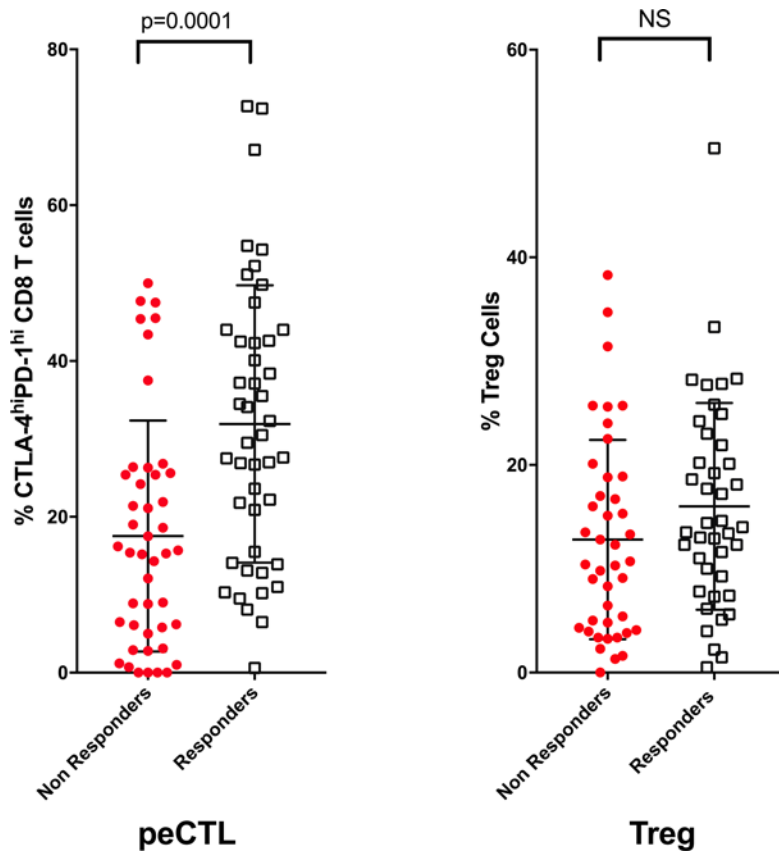 p=0.0001
80
60
40
20
0
% CTLA-4hiPD-1hi CD8 T cells
Non Responders
Responders
peCTL
NS
60
40
20
0
% Treg Cells
Non Responders
Responders
Treg